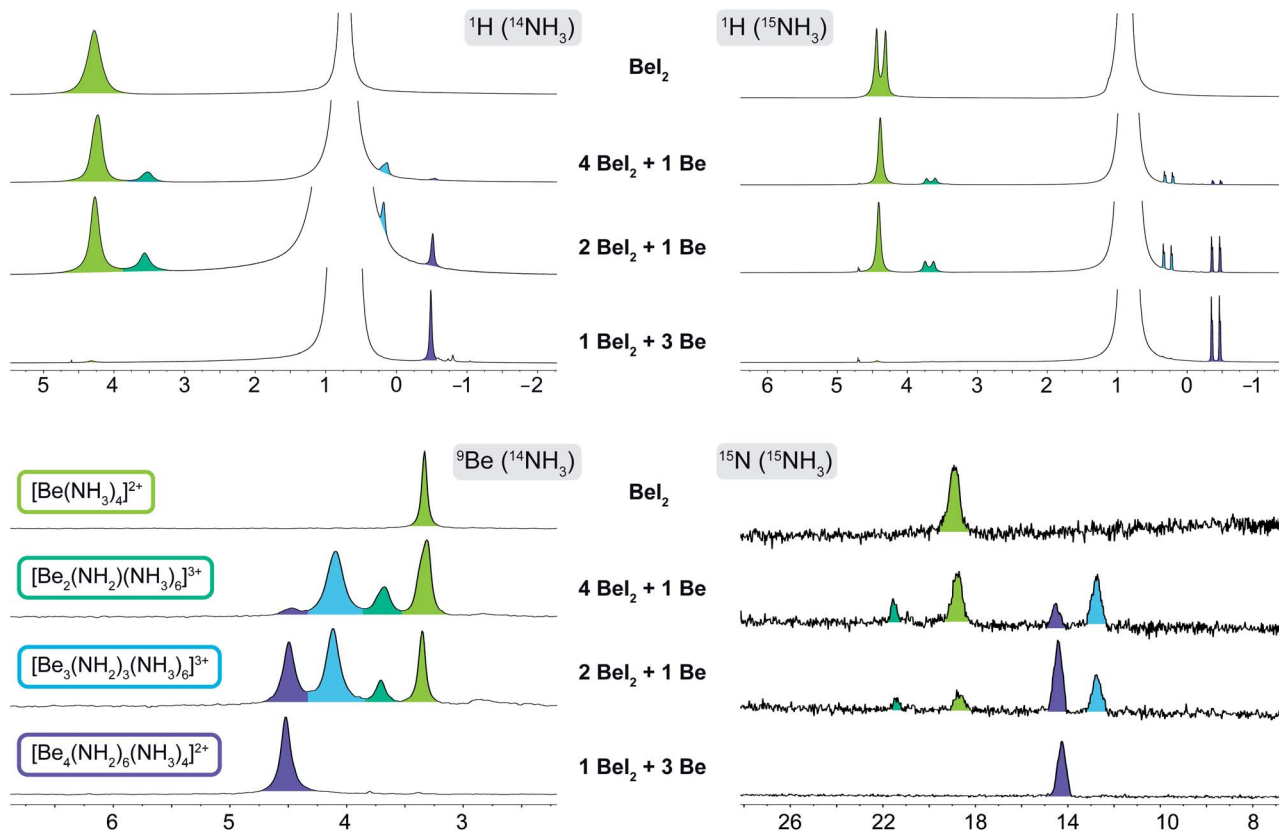 ¹H (¹⁴NH₃)
¹H (¹⁵NH₃)
BeI₂
4 BeI₂ + 1 Be
2 BeI₂ + 1 Be
1 BeI₂ + 3 Be
5 4 3 2 1 0 −1 −2
6 5 4 3 2 1 0 −1
⁹Be (¹⁴NH₃)
¹⁵N (¹⁵NH₃)
[Be(NH₃)₄]²⁺
BeI₂
[Be₂(NH₂)(NH₃)₆]³⁺
4 BeI₂ + 1 Be
[Be₃(NH₂)₃(NH₃)₆]³⁺
2 BeI₂ + 1 Be
[Be₄(NH₂)₆(NH₃)₄]²⁺
1 BeI₂ + 3 Be
6 5 4 3
26 22 18 14 10 8